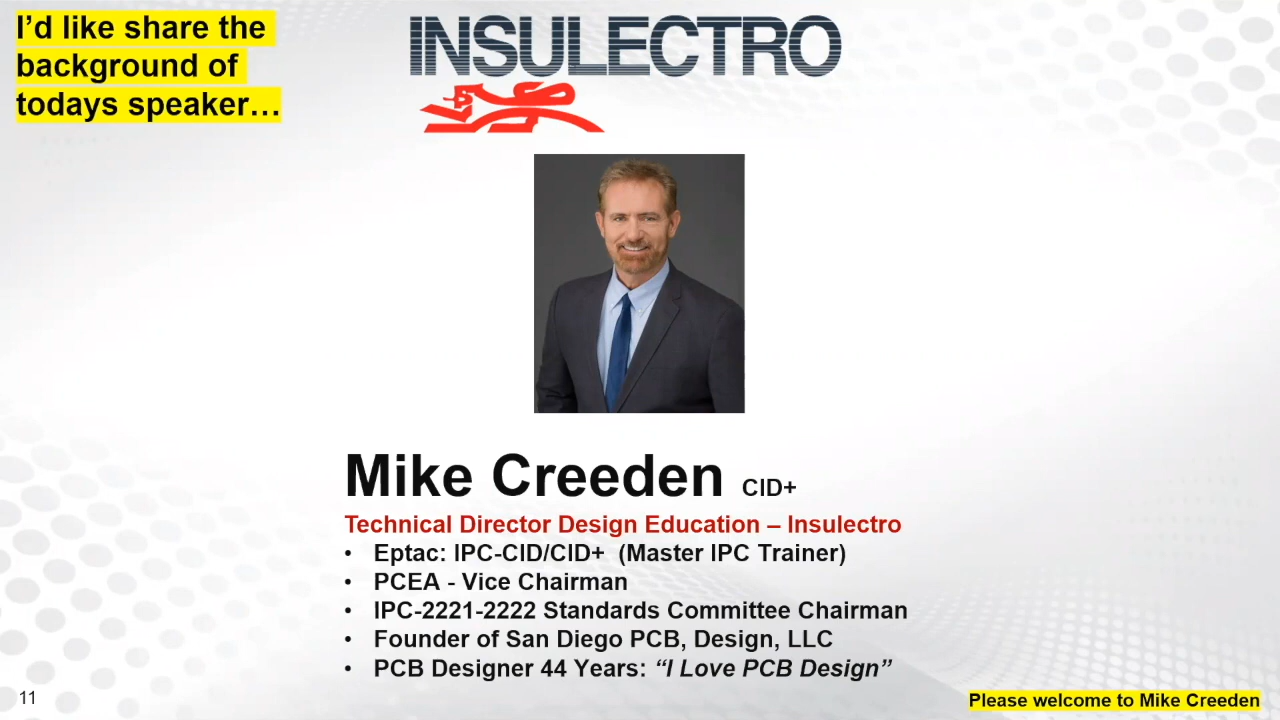 I’d like share the
background of
todays speaker…
INSULECTRO
Mike Creeden CID+
Technical Director Design Education – Insulectro
• Eptac: IPC-CID/CID+ (Master IPC Trainer)
• PCEA - Vice Chairman
• IPC-2221-2222 Standards Committee Chairman
• Founder of San Diego PCB, Design, LLC
• PCB Designer 44 Years: “I Love PCB Design”
11
Please welcome to Mike Creeden